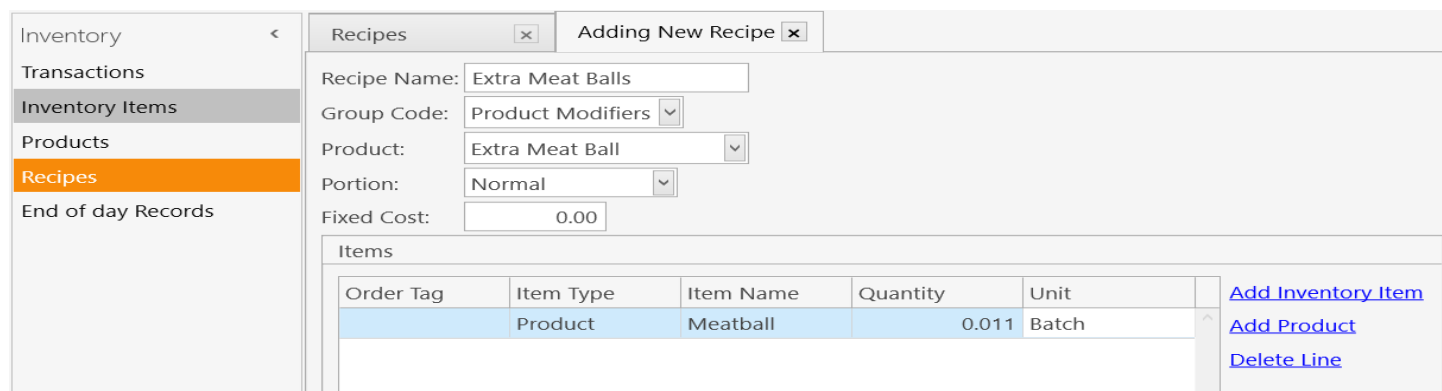 Inventory <
Transactions
Inventory Items
Products
Recipes
End of day Records
Recipes x Adding New Recipe x
Recipe Name: Extra Meat Balls
Group Code: Product Modifiers
Product: Extra Meat Ball
Portion: Normal
Fixed Cost: 0.00
Items
Order Tag Item Type Item Name Quantity Unit
Product Meatball 0.011 Batch
Add Inventory Item
Add Product
Delete Line